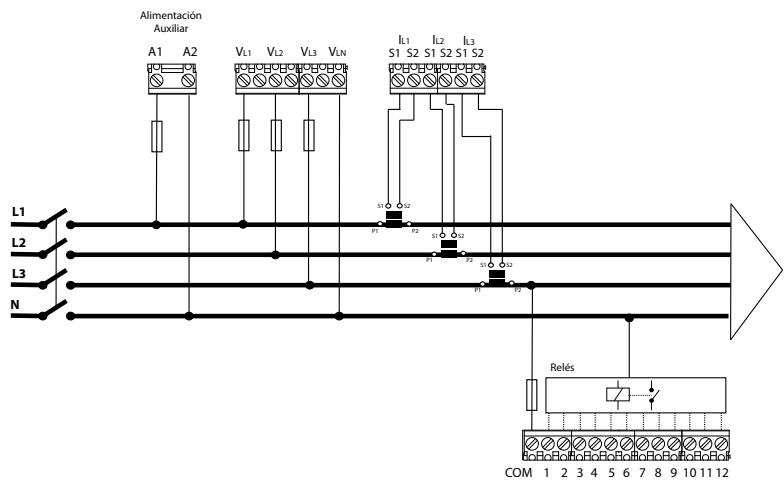 Alimentación
Auxiliar
A1 A2
VL1 VL2 VL3 VLN
IL1 IL2 IL3
S1 S2 S1 S2 S1 S2
S1 S2
L1
P1 P2
S1 S2
L2
P1 P2
S1 S2
L3
P1 P2
N
Relés
COM 1 2 3 4 5 6 7 8 9 10 11 12